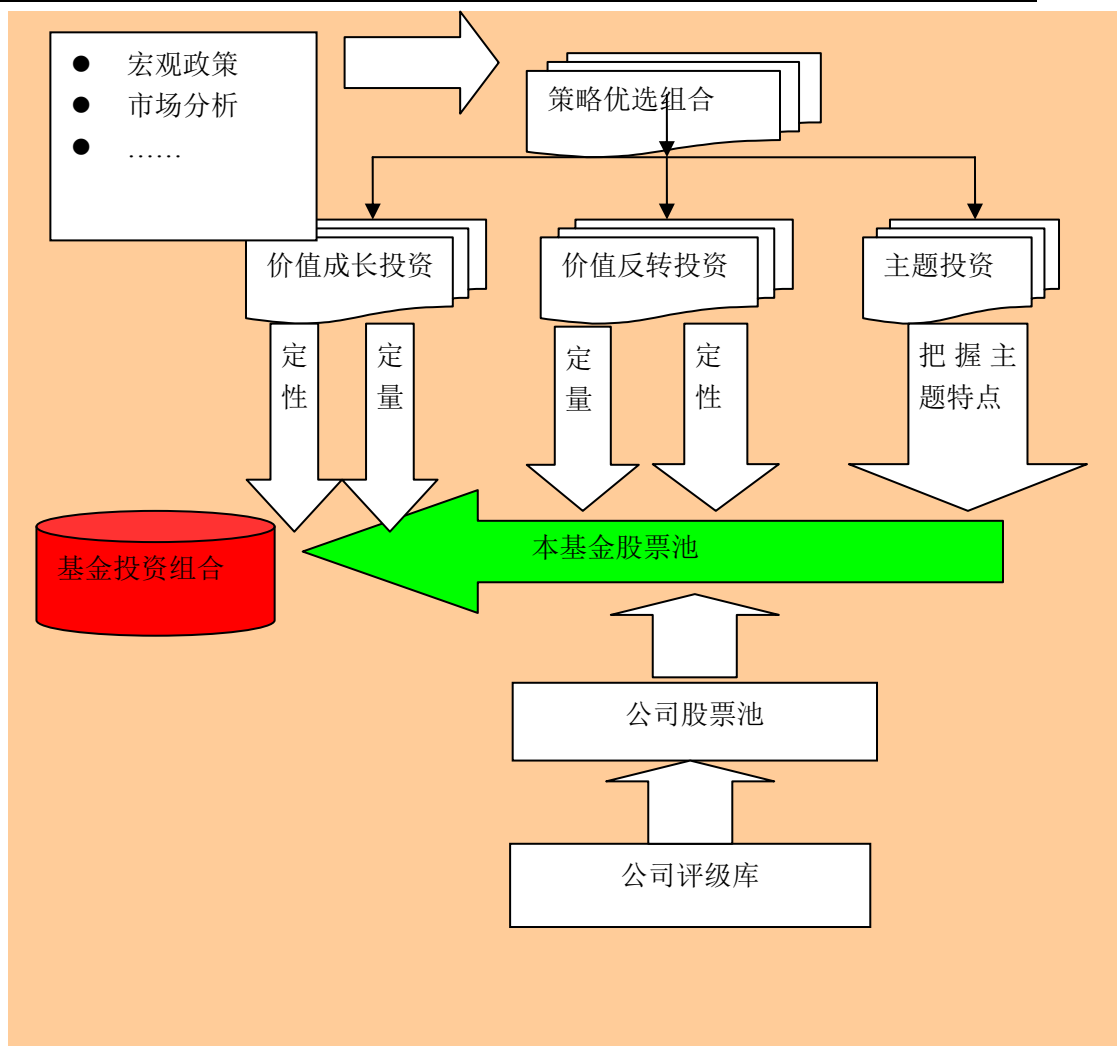 ● 宏观政策
● 市场分析
● ……
策略优选组合
价值成长投资
价值反转投资
主题投资
定性
定量
定量
定性
把握主
题特点
本基金股票池
基金投资组合
公司股票池
公司评级库